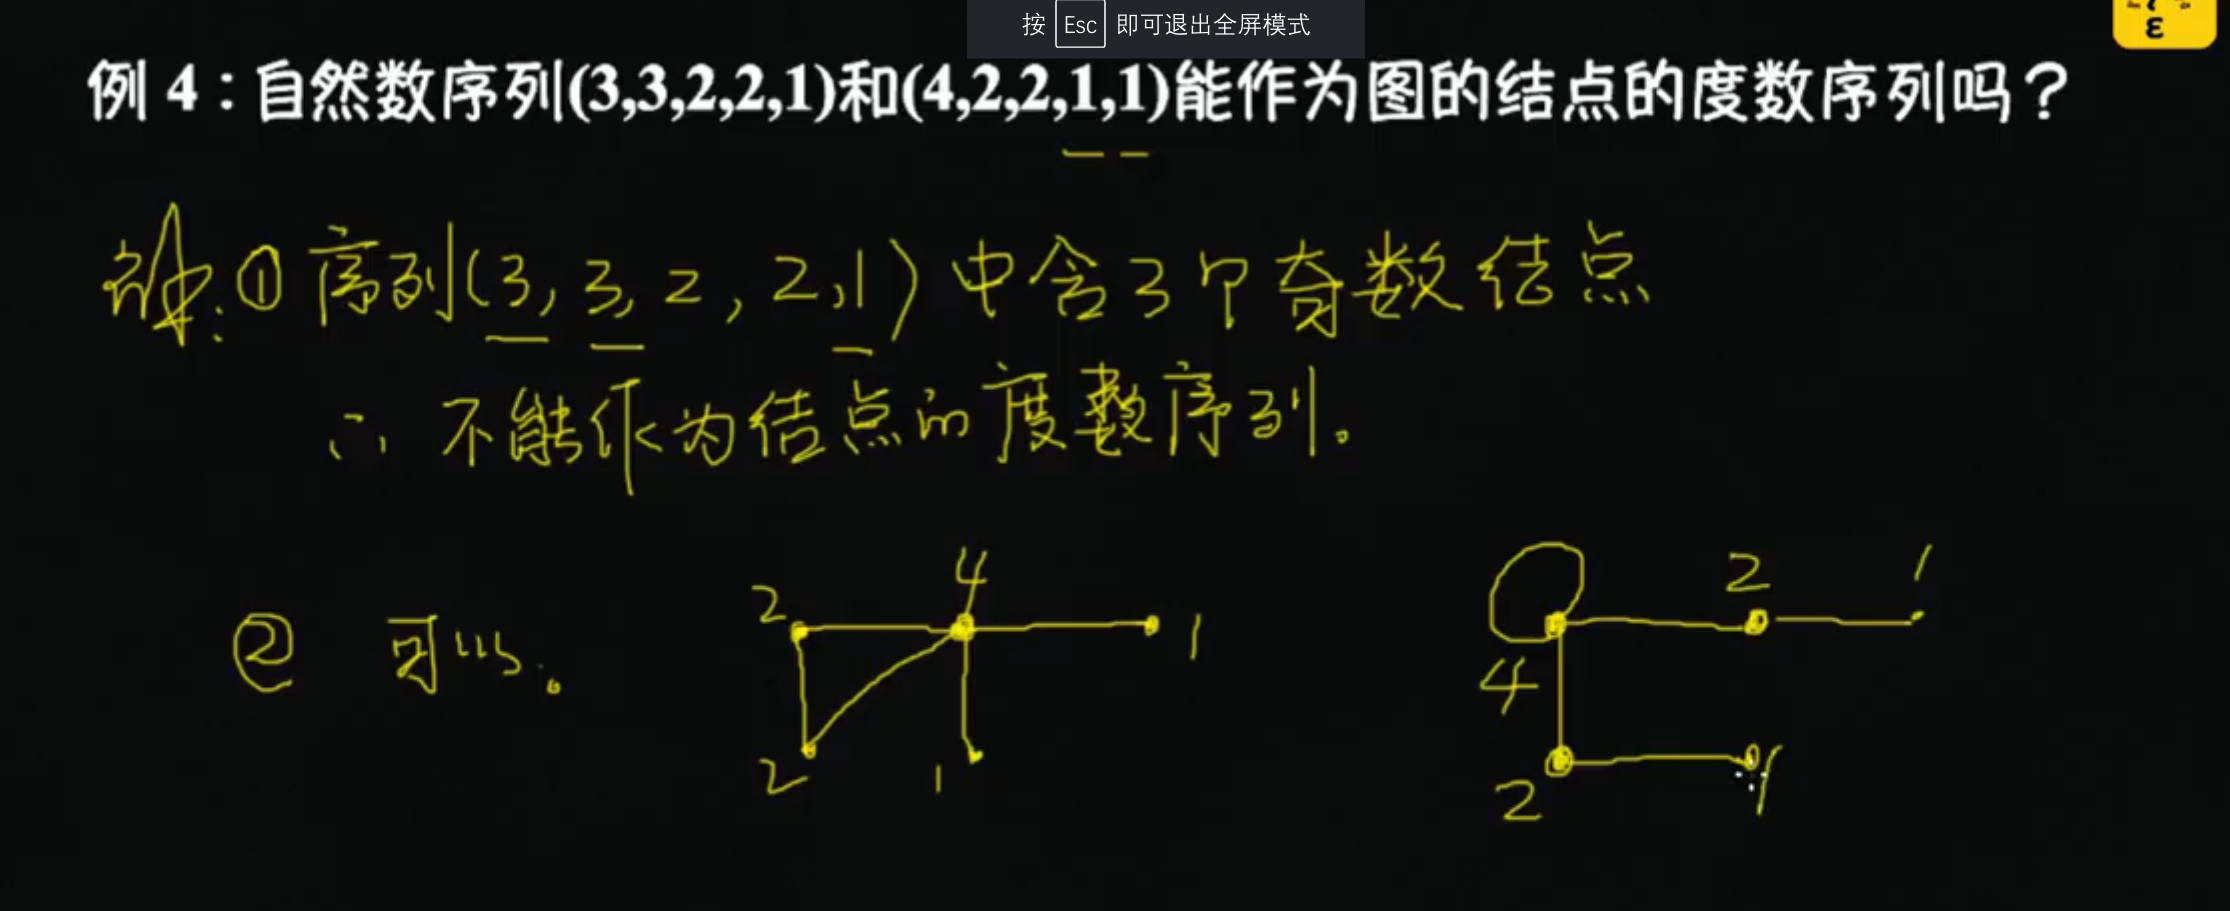 按 Esc 即可退出全屏模式
例 4：自然数序列(3,3,2,2,1)和(4,2,2,1,1)能作为图的结点的度数序列吗？
解：① 序列(3, 3, 2, 2, 1) 中含3个奇数结点
∴ 不能作为结点的度数序列。
② 可以。
2 4 1
2 1
2 1
4
2 1